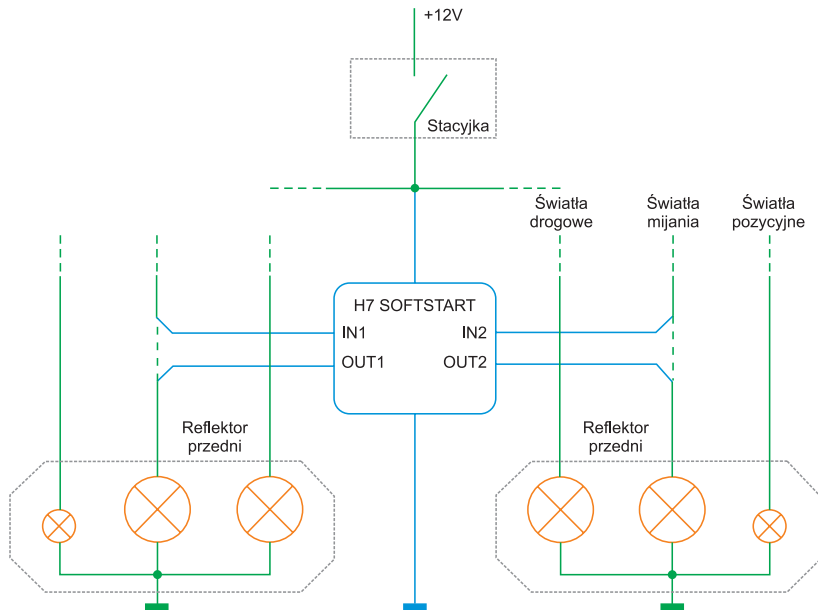 +12V
Stacyjka
Światła
drogowe
Światła
mijania
Światła
pozycyjne
H7 SOFTSTART
IN1
IN2
OUT1
OUT2
Reflektor
przedni
Reflektor
przedni